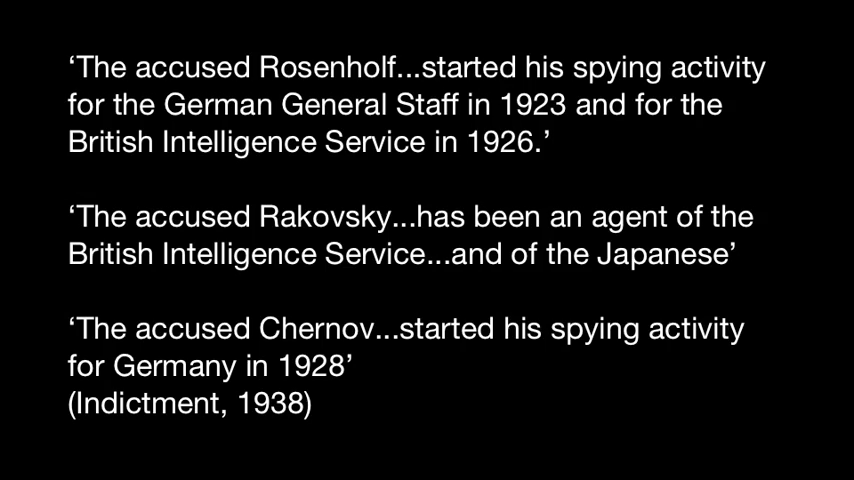 ‘The accused Rosenholf...started his spying activity
for the German General Staff in 1923 and for the
British Intelligence Service in 1926.’
‘The accused Rakovsky...has been an agent of the
British Intelligence Service...and of the Japanese’
‘The accused Chernov...started his spying activity
for Germany in 1928’
(Indictment, 1938)